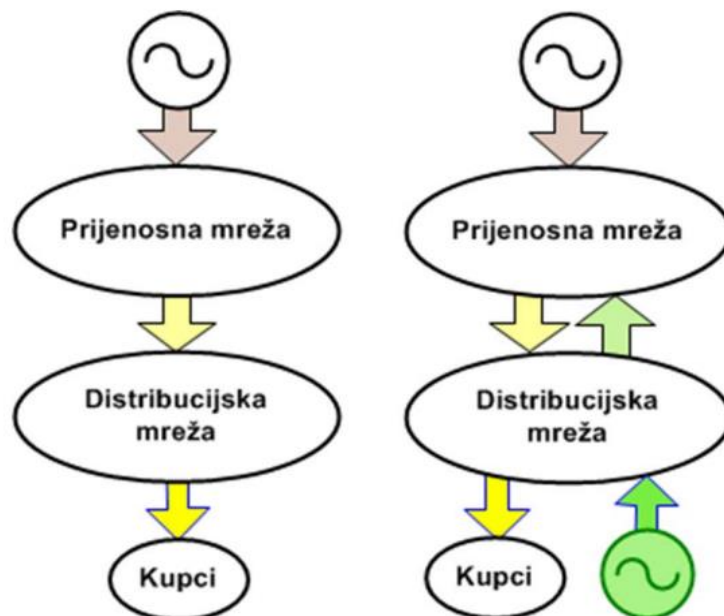 Prijenosna mreža
Distribucijska
mreža
Kupci
Prijenosna mreža
Distribucijska
mreža
Kupci